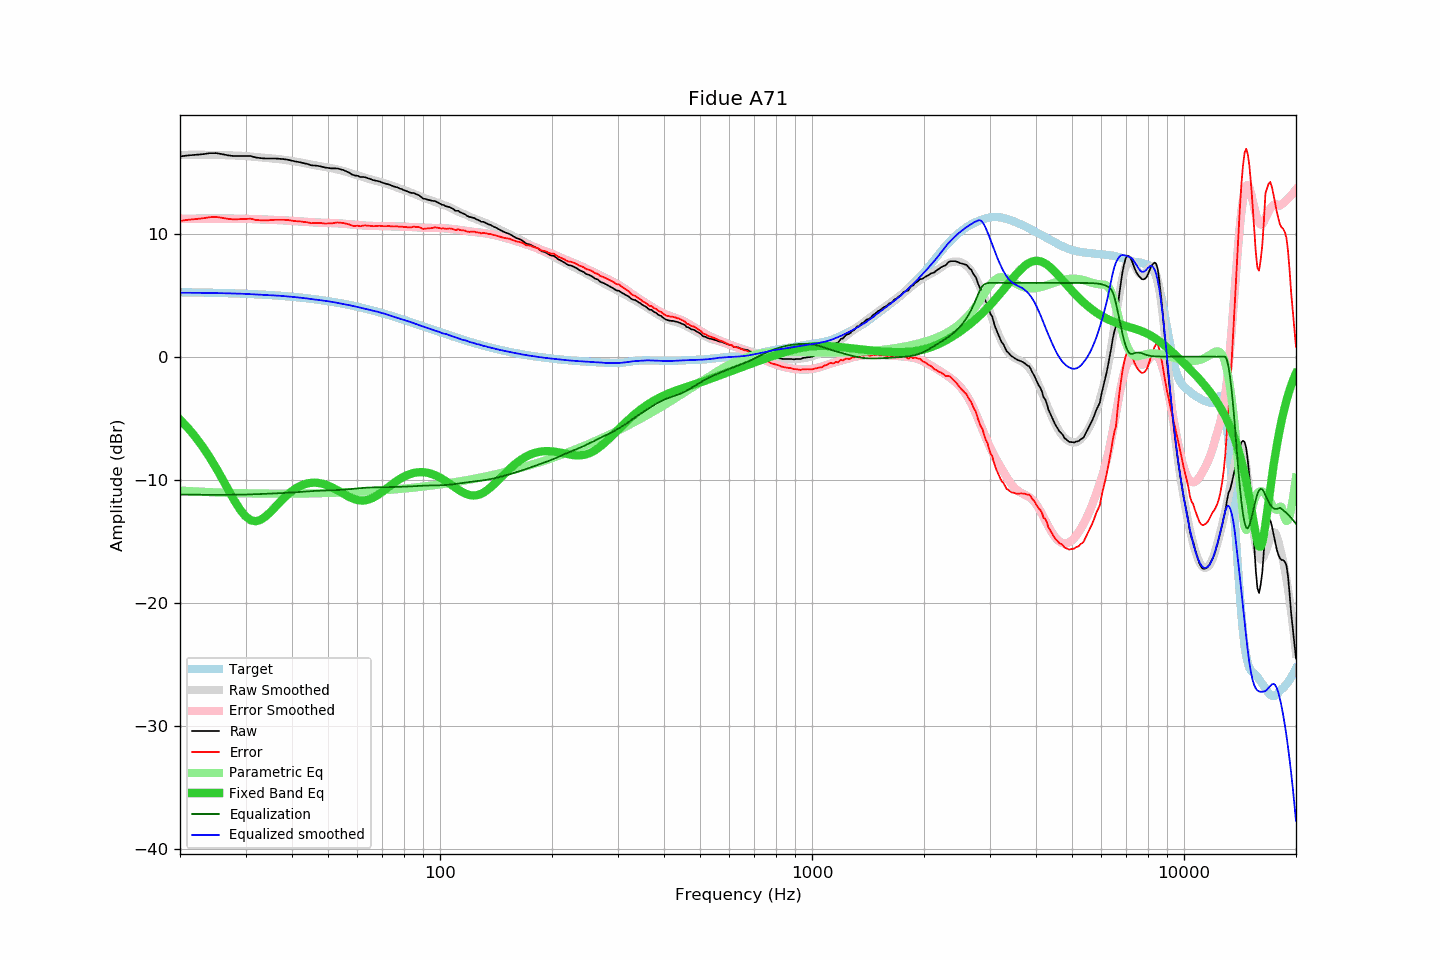 Fidue A71
Amplitude (dBr)
10
0
−10
−20
−30
−40
Target
Raw Smoothed
Error Smoothed
Raw
Error
Parametric Eq
Fixed Band Eq
Equalization
Equalized smoothed
100
1000
10000
Frequency (Hz)